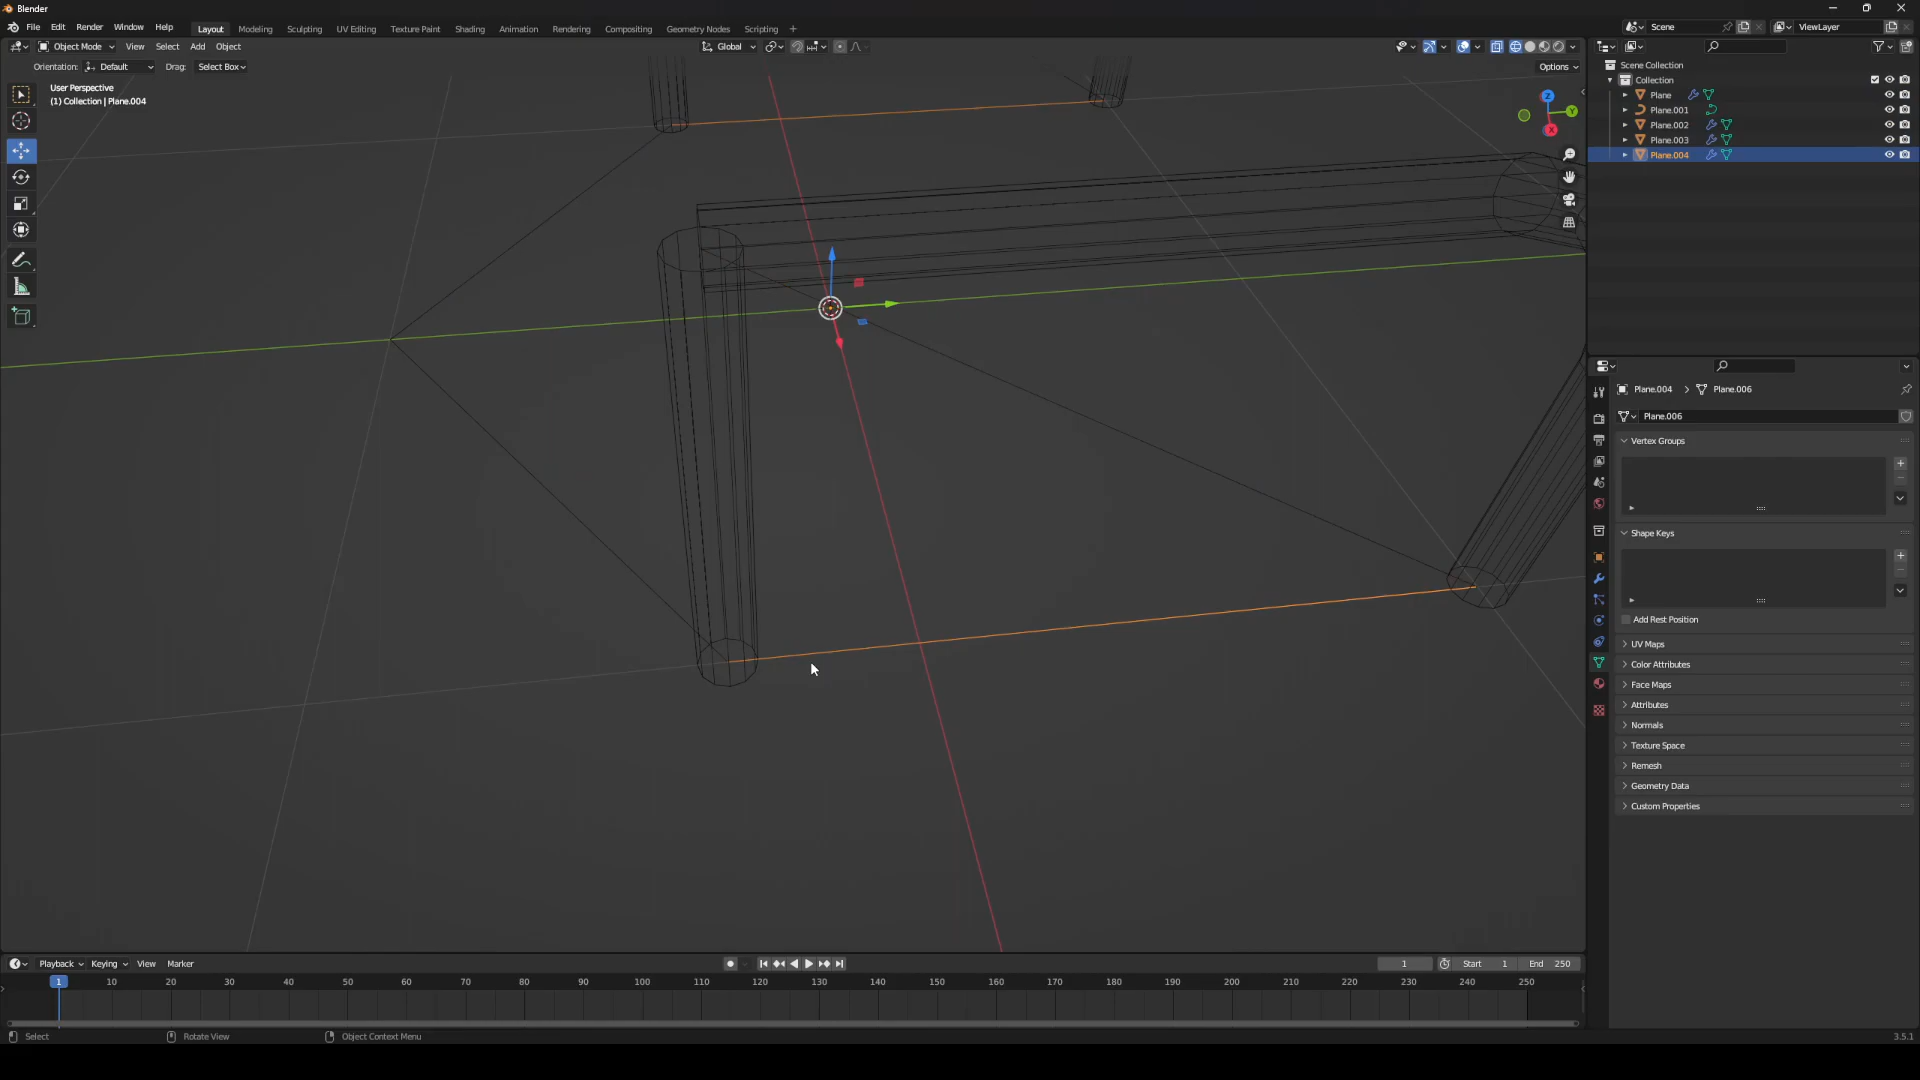 Blender
File Edit Render Window Help Layout Modeling Sculpting UV Editing Texture Paint Shading Animation Rendering Compositing Geometry Nodes Scripting + Scene ViewLayer
Object Mode View Select Add Object Global
Orientation: Default Drag: Select Box Options
User Perspective
(1) Collection | Plane.004
Z
Y
X
Scene Collection
Collection
Plane
Plane.001
Plane.002
Plane.003
Plane.004
Plane.004 > Plane.006
Plane.006
Vertex Groups
Shape Keys
Add Rest Position
UV Maps
Color Attributes
Face Maps
Attributes
Normals
Texture Space
Remesh
Geometry Data
Custom Properties
Playback Keying View Marker 1 Start 1 End 250
1 10 20 30 40 50 60 70 80 90 100 110 120 130 140 150 160 170 180 190 200 210 220 230 240 250
Select Rotate View Object Context Menu 3.5.1